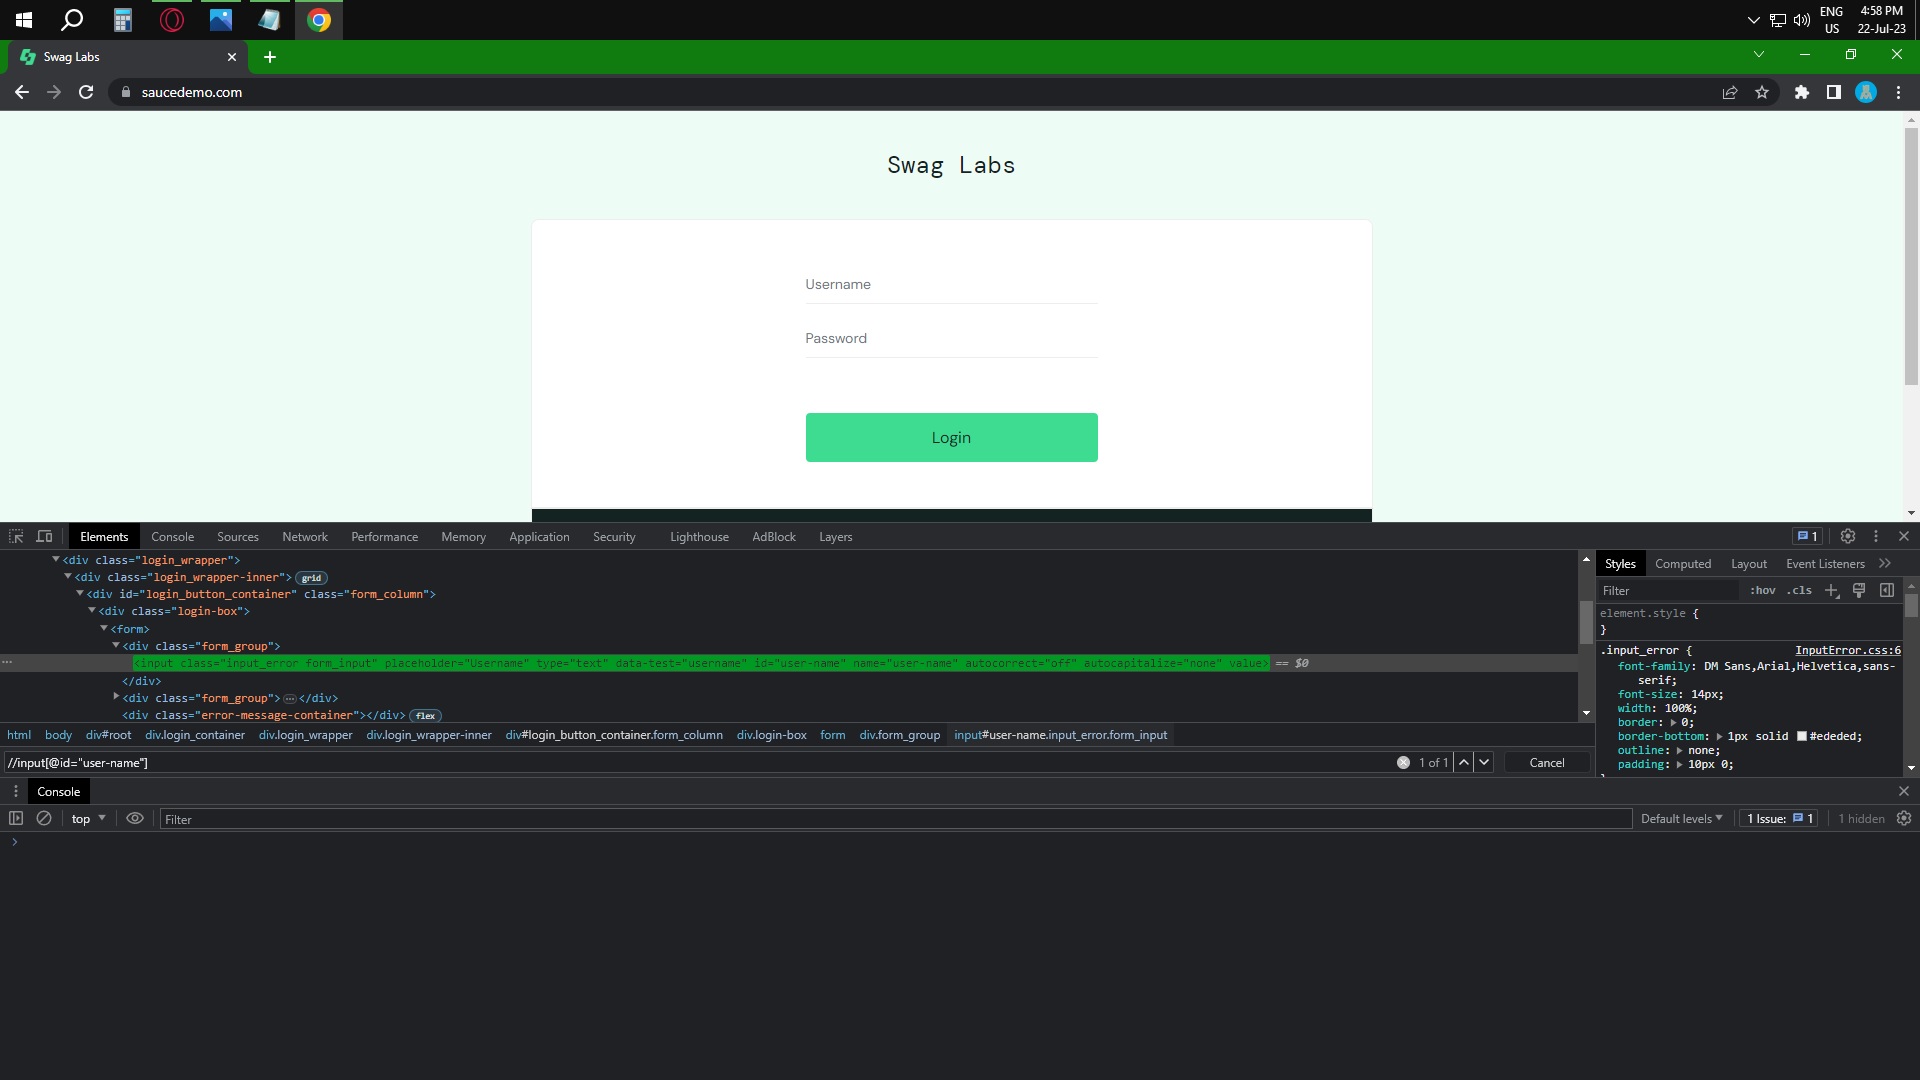 ENG
US
4:58 PM
22-Jul-23
Swag Labs
saucedemo.com
Swag Labs
Username
Password
Login
Elements Console Sources Network Performance Memory Application Security Lighthouse AdBlock Layers 1
<div class="login_wrapper">
<div class="login_wrapper-inner"> grid
<div id="login_button_container" class="form_column">
<div class="login-box">
<form>
<div class="form_group">
<input class="input_error form_input" placeholder="Username" type="text" data-test="username" id="user-name" name="user-name" autocorrect="off" autocapitalize="none" value> == $0
</div>
<div class="form_group"> … </div>
<div class="error-message-container"></div> flex
html body div#root div.login_container div.login_wrapper div.login_wrapper-inner div#login_button_container.form_column div.login-box form div.form_group input#user-name.input_error.form_input
//input[@id="user-name"] 1 of 1 Cancel
Styles Computed Layout Event Listeners
Filter :hov .cls
element.style {
}
.input_error { InputError.css:6
font-family: DM Sans,Arial,Helvetica,sans-
serif;
font-size: 14px;
width: 100%;
border: 0;
border-bottom: 1px solid #ededed;
outline: none;
padding: 10px 0;
Console
top Filter Default levels 1 Issue: 1 1 hidden